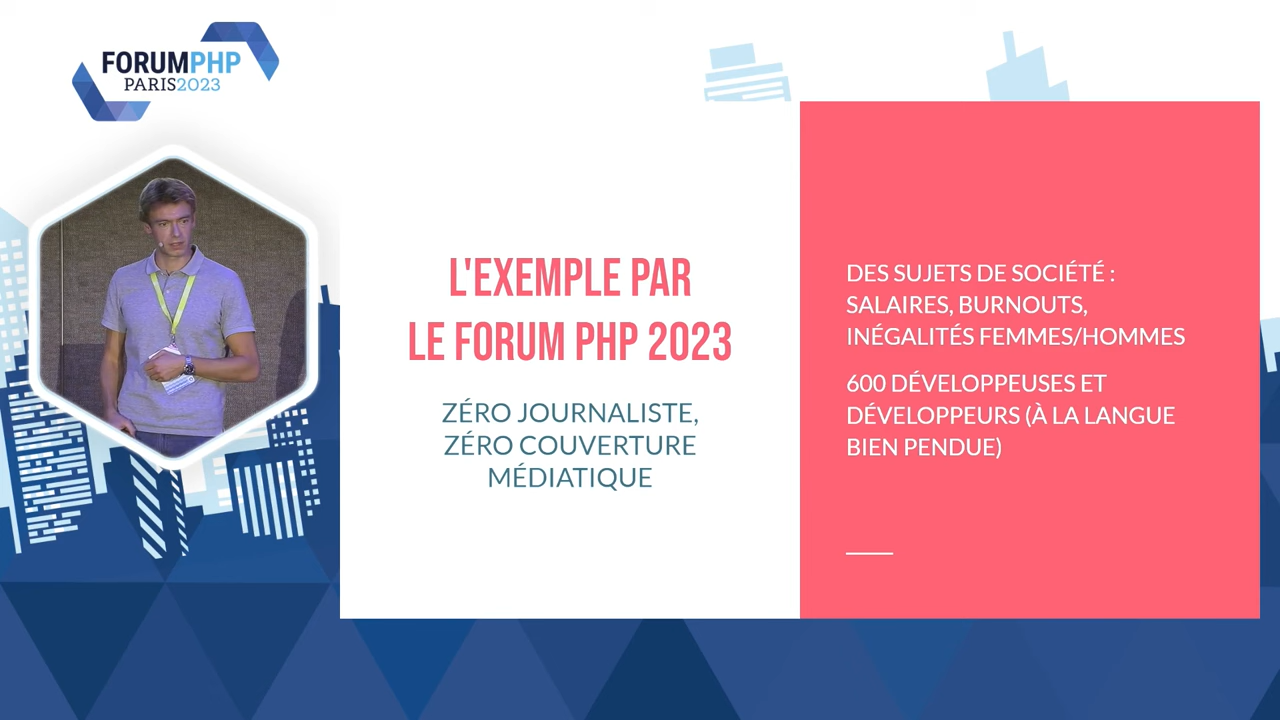 FORUMPHP
PARIS2023
L'EXEMPLE PAR
LE FORUM PHP 2023
ZÉRO JOURNALISTE,
ZÉRO COUVERTURE
MÉDIATIQUE
DES SUJETS DE SOCIÉTÉ :
SALAIRES, BURNOUTS,
INÉGALITÉS FEMMES/HOMMES
600 DÉVELOPPEUSES ET
DÉVELOPPEURS (À LA LANGUE
BIEN PENDUE)